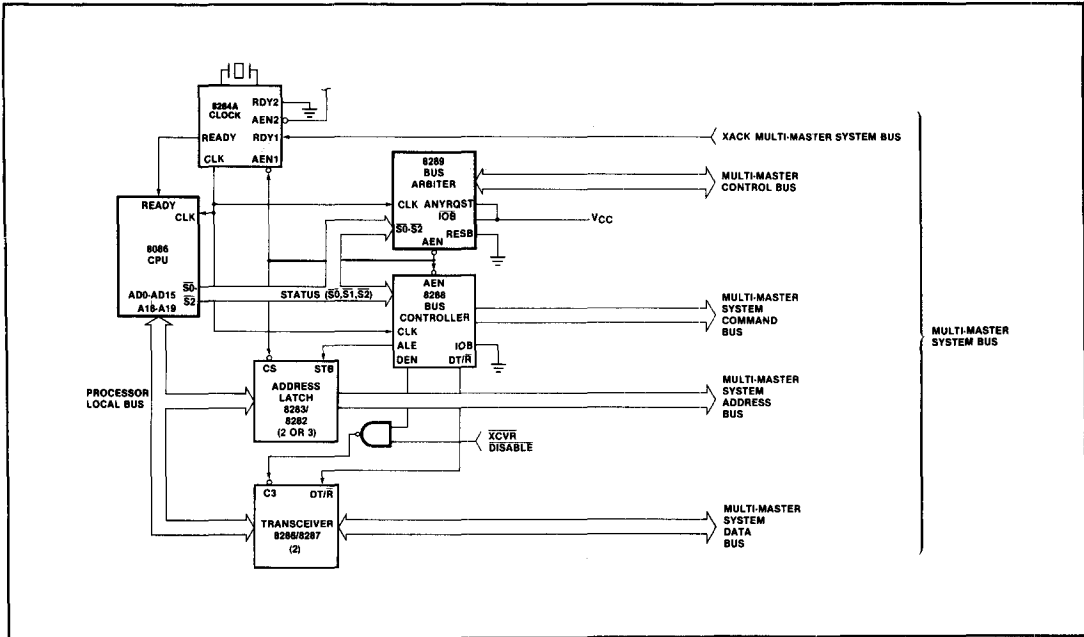 8284A
CLOCK
RDY2
AEN2
READY
RDY1
CLK
AEN1
XACK MULTI-MASTER SYSTEM BUS
8289
BUS
ARBITER
MULTI-MASTER
CONTROL BUS
CLK
ANYRQST
IOB
VCC
S0-S2
RESB
AEN
READY
CLK
8086
CPU
S0-
S2
AD0-AD15
A18-A19
STATUS (S0,S1,S2)
AEN
8288
BUS
CONTROLLER
MULTI-MASTER
SYSTEM
COMMAND
BUS
CLK
ALE
IOB
DEN
DT/R
MULTI-MASTER
SYSTEM BUS
PROCESSOR
LOCAL BUS
CS
STB
ADDRESS
LATCH
8283/
8282
(2 OR 3)
MULTI-MASTER
SYSTEM
ADDRESS
BUS
XCVR
DISABLE
C3
OT/R
TRANSCEIVER
8286/8287
(2)
MULTI-MASTER
SYSTEM
DATA
BUS